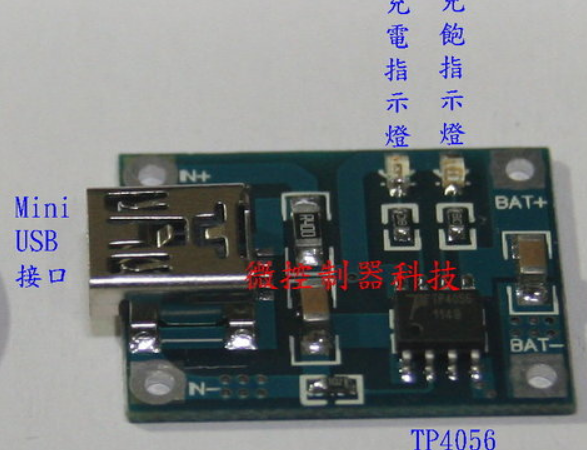 充電指示燈
充飽指示燈
IN+
BAT+
Mini
USB
接口
微控制器科技
TP4056
1149
BAT-
IN-
TP4056